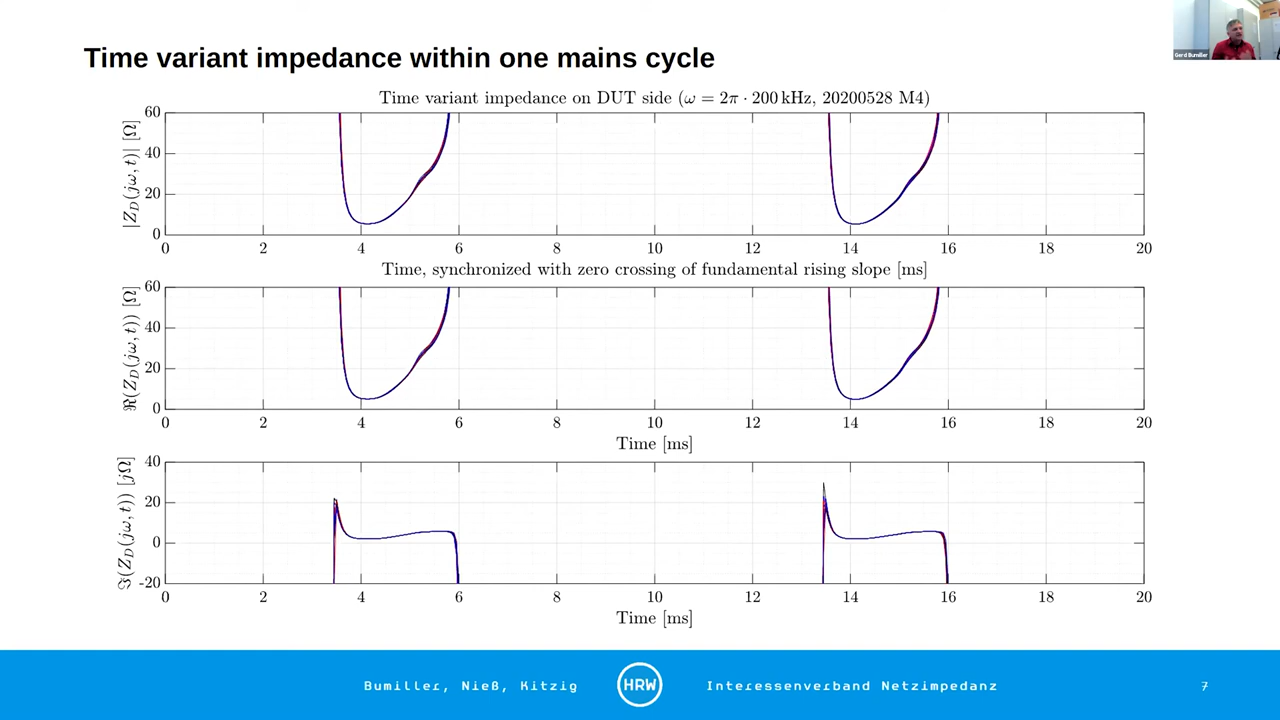 Gerd Bumiller
Time variant impedance within one mains cycle
Time variant impedance on DUT side (ω = 2π · 200 kHz, 20200528 M4)
|Z_D(jω, t)| [Ω]
60
40
20
0
0 2 4 6 8 10 12 14 16 18 20
Time, synchronized with zero crossing of fundamental rising slope [ms]
ℜ(Z_D(jω, t)) [Ω]
60
40
20
0
0 2 4 6 8 10 12 14 16 18 20
Time [ms]
ℑ(Z_D(jω, t)) [jΩ]
40
20
0
-20
0 2 4 6 8 10 12 14 16 18 20
Time [ms]
Bumiller, Nieß, Kitzig HRW Interessenverband Netzimpedanz 7